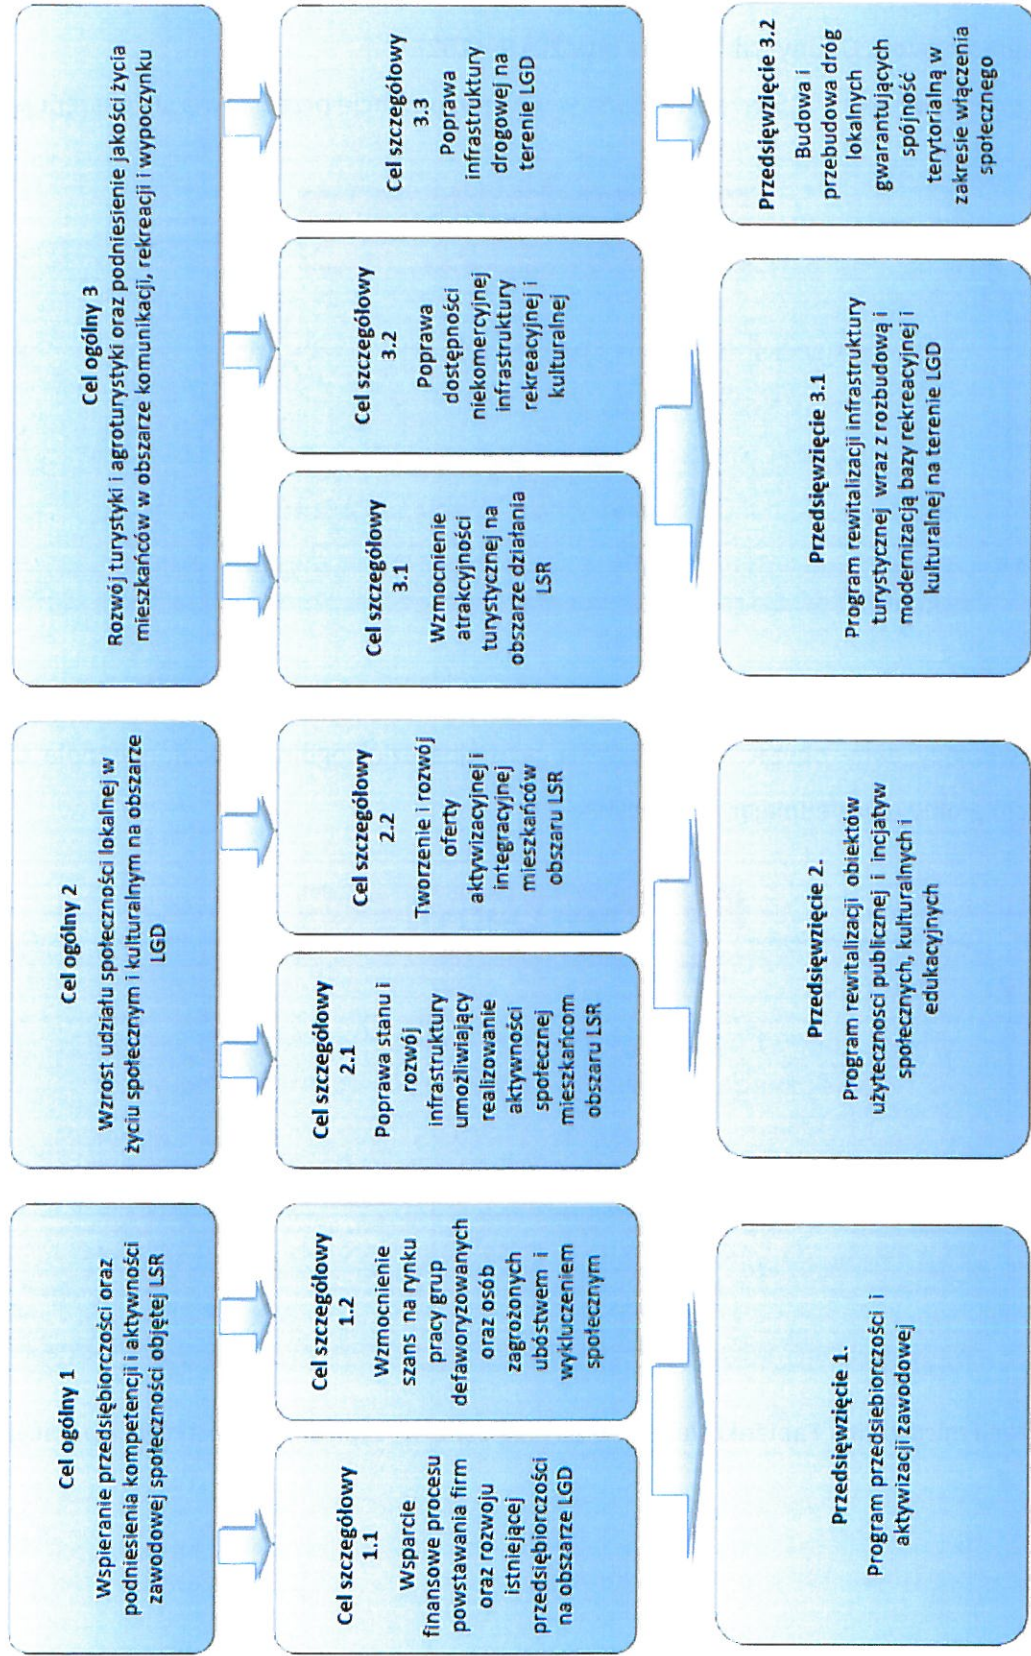 Cel ogólny 1
Wspieranie przedsiębiorczości oraz
podniesienia kompetencji i aktywności
zawodowej społeczności objętej LSR
Cel ogólny 2
Wzrost udziału społeczności lokalnej w
życiu społecznym i kulturalnym na obszarze
LGD
Cel ogólny 3
Rozwój turystyki i agroturystyki oraz podniesienie jakości życia
mieszkańców w obszarze komunikacji, rekreacji i wypoczynku
Cel szczegółowy
1.1
Wsparcie
finansowe procesu
powstawania firm
oraz rozwoju
istniejącej
przedsiębiorczości
na obszarze LGD
Cel szczegółowy
1.2
Wzmocnienie
szans na rynku
pracy grup
defaworyzowanych
oraz osób
zagrożonych
ubóstwem i
wykluczeniem
społecznym
Cel szczegółowy
2.1
Poprawa stanu i
rozwój
infrastruktury
umożliwiający
realizowanie
aktywności
społecznej
mieszkańcom
obszaru LSR
Cel szczegółowy
2.2
Tworzenie i rozwój
oferty
aktywizacyjnej i
integracyjnej
mieszkańców
obszaru LSR
Cel szczegółowy
3.1
Wzmocnienie
atrakcyjności
turystycznej na
obszarze działania
LSR
Cel szczegółowy
3.2
Poprawa
dostępności
niekomercyjnej
infrastruktury
rekreacyjnej i
kulturalnej
Cel szczegółowy
3.3
Poprawa
infrastruktury
drogowej na
terenie LGD
Przedsięwzięcie 1.
Program przedsiebiorczości i
aktywizacji zawodowej
Przedsięwzięcie 2.
Program rewitalizacji obiektów
użytecznosci publicznej i incjatyw
społecznych, kulturalnych i
edukacyjnych
Przedsięwzięcie 3.1
Program rewitalizacji infrastruktury
turystycznej wraz z rozbudową i
modernizacją bazy rekreacyjnej i
kulturalnej na terenie LGD
Przedsięwzięcie 3.2
Budowa i
przebudowa dróg
lokalnych
gwarantujących
spójność
terytorialną w
zakresie włączenia
społecznego